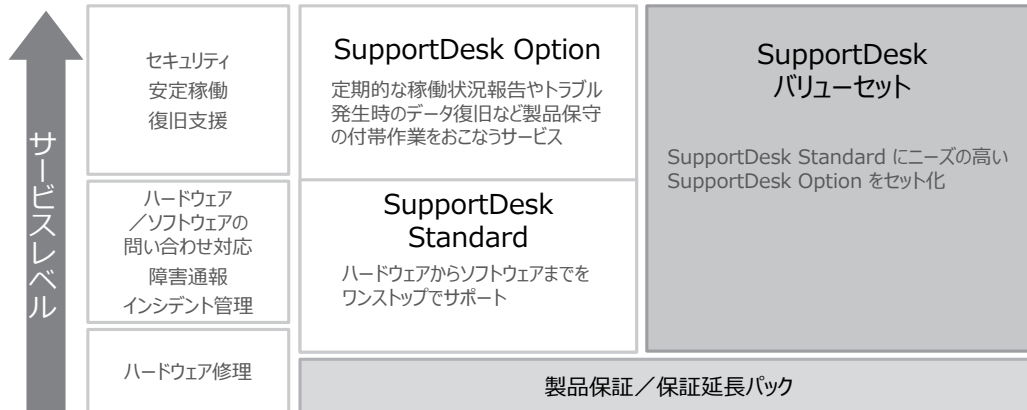 サービスレベル
セキュリティ
安定稼働
復旧支援
SupportDesk Option
定期的な稼働状況報告やトラブル
発生時のデータ復旧など製品保守
の付帯作業をおこなうサービス
SupportDesk
バリューセット
SupportDesk Standard にニーズの高い
SupportDesk Option をセット化
ハードウェア
／ソフトウェアの
問い合わせ対応
障害通報
インシデント管理
SupportDesk
Standard
ハードウェアからソフトウェアまでを
ワンストップでサポート
ハードウェア修理
製品保証／保証延長パック